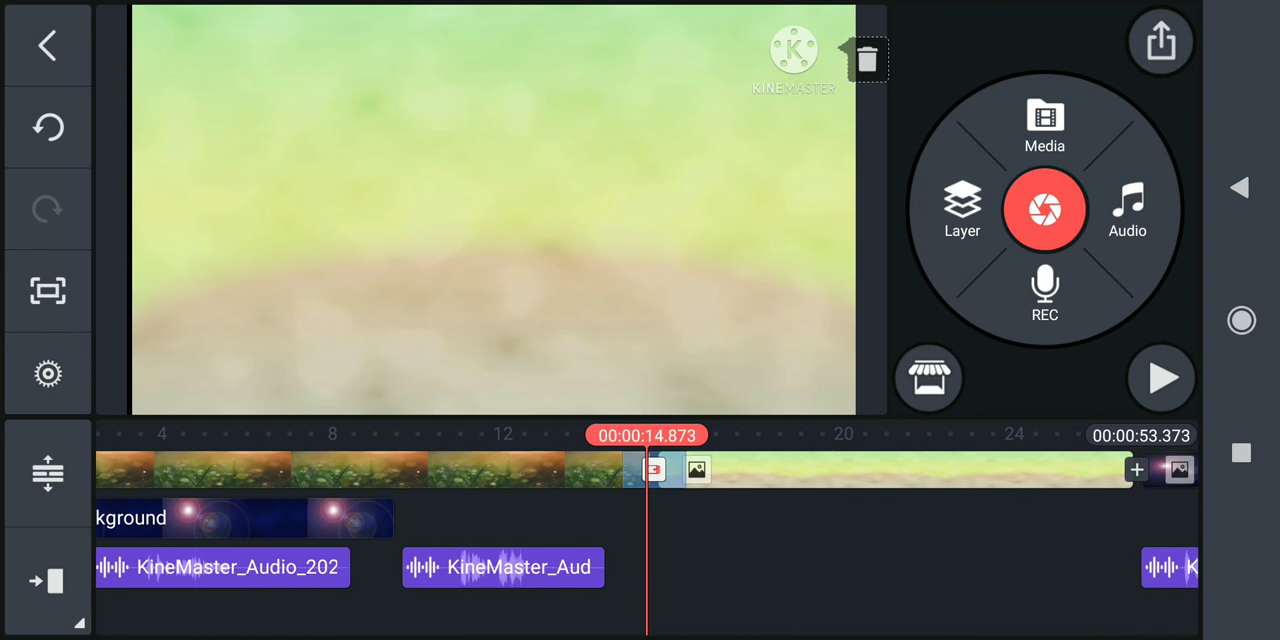 KINEMASTER
Media
Layer
Audio
REC
4
8
12
00:00:14.873
20
24
00:00:53.373
kground
KineMaster_Audio_202
KineMaster_Aud
K